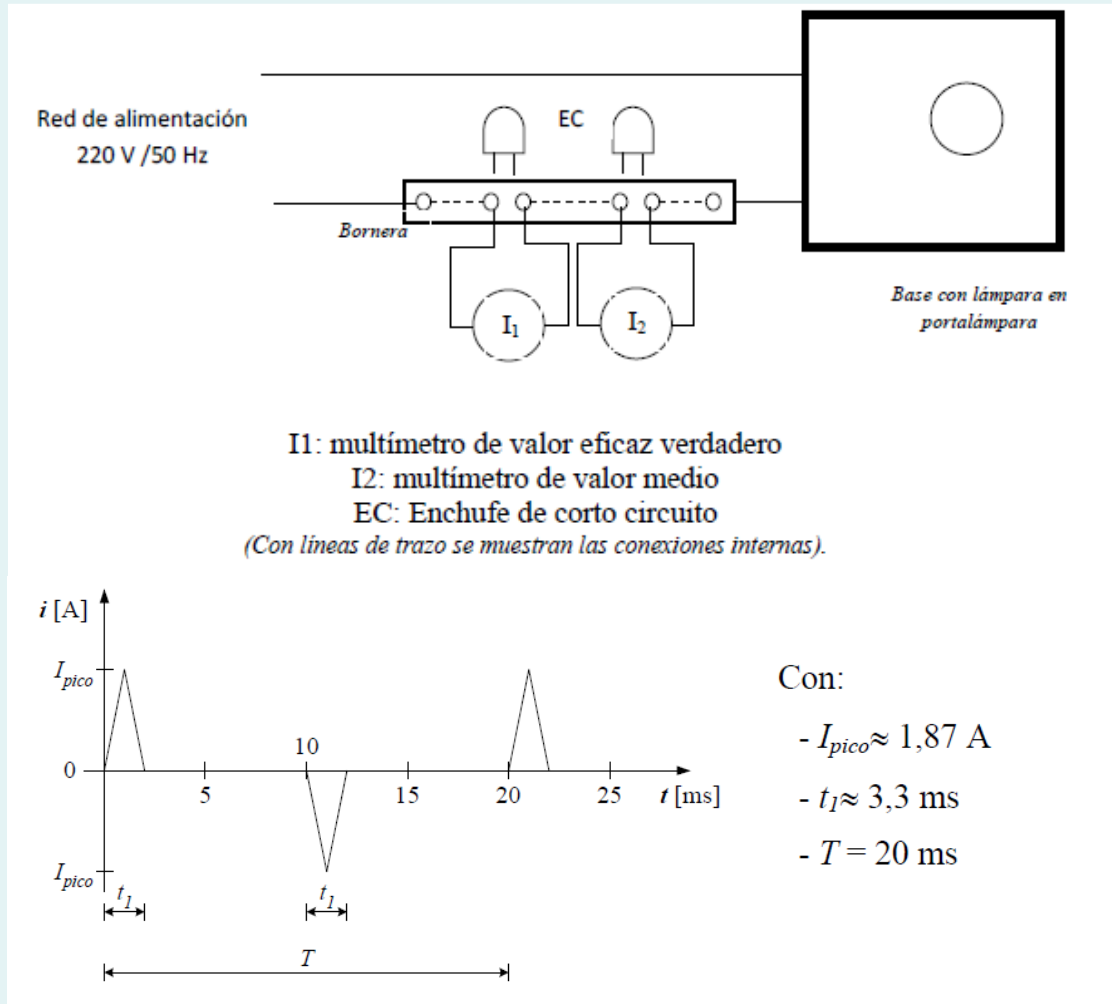 Red de alimentación
220 V /50 Hz
EC
Bornera
I₁
I₂
Base con lámpara en
portalámpara
I1: multímetro de valor eficaz verdadero
I2: multímetro de valor medio
EC: Enchufe de corto circuito
(Con líneas de trazo se muestran las conexiones internas).
i [A]
Ipico
0
5
10
15
20
25
t [ms]
Ipico
t1
t1
T
Con:
- Ipico≈ 1,87 A
- t1≈ 3,3 ms
- T = 20 ms